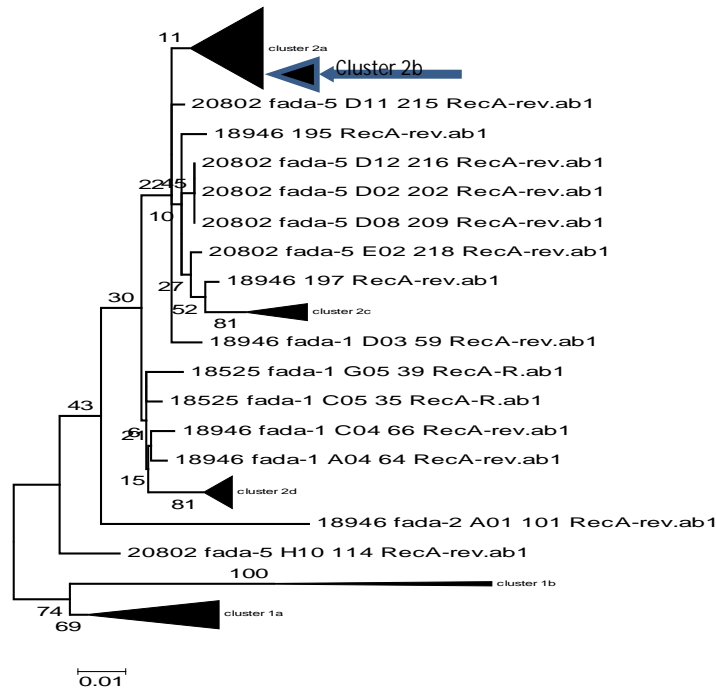 11
cluster 2a
Cluster 2b
20802 fada-5 D11 215 RecA-rev.ab1
18946 195 RecA-rev.ab1
20802 fada-5 D12 216 RecA-rev.ab1
22
45
20802 fada-5 D02 202 RecA-rev.ab1
10
20802 fada-5 D08 209 RecA-rev.ab1
20802 fada-5 E02 218 RecA-rev.ab1
27
18946 197 RecA-rev.ab1
30
52
cluster 2c
81
18946 fada-1 D03 59 RecA-rev.ab1
18525 fada-1 G05 39 RecA-R.ab1
43
18525 fada-1 C05 35 RecA-R.ab1
6
21
18946 fada-1 C04 66 RecA-rev.ab1
18946 fada-1 A04 64 RecA-rev.ab1
15
cluster 2d
81
18946 fada-2 A01 101 RecA-rev.ab1
20802 fada-5 H10 114 RecA-rev.ab1
100
cluster 1b
74
cluster 1a
69
0.01